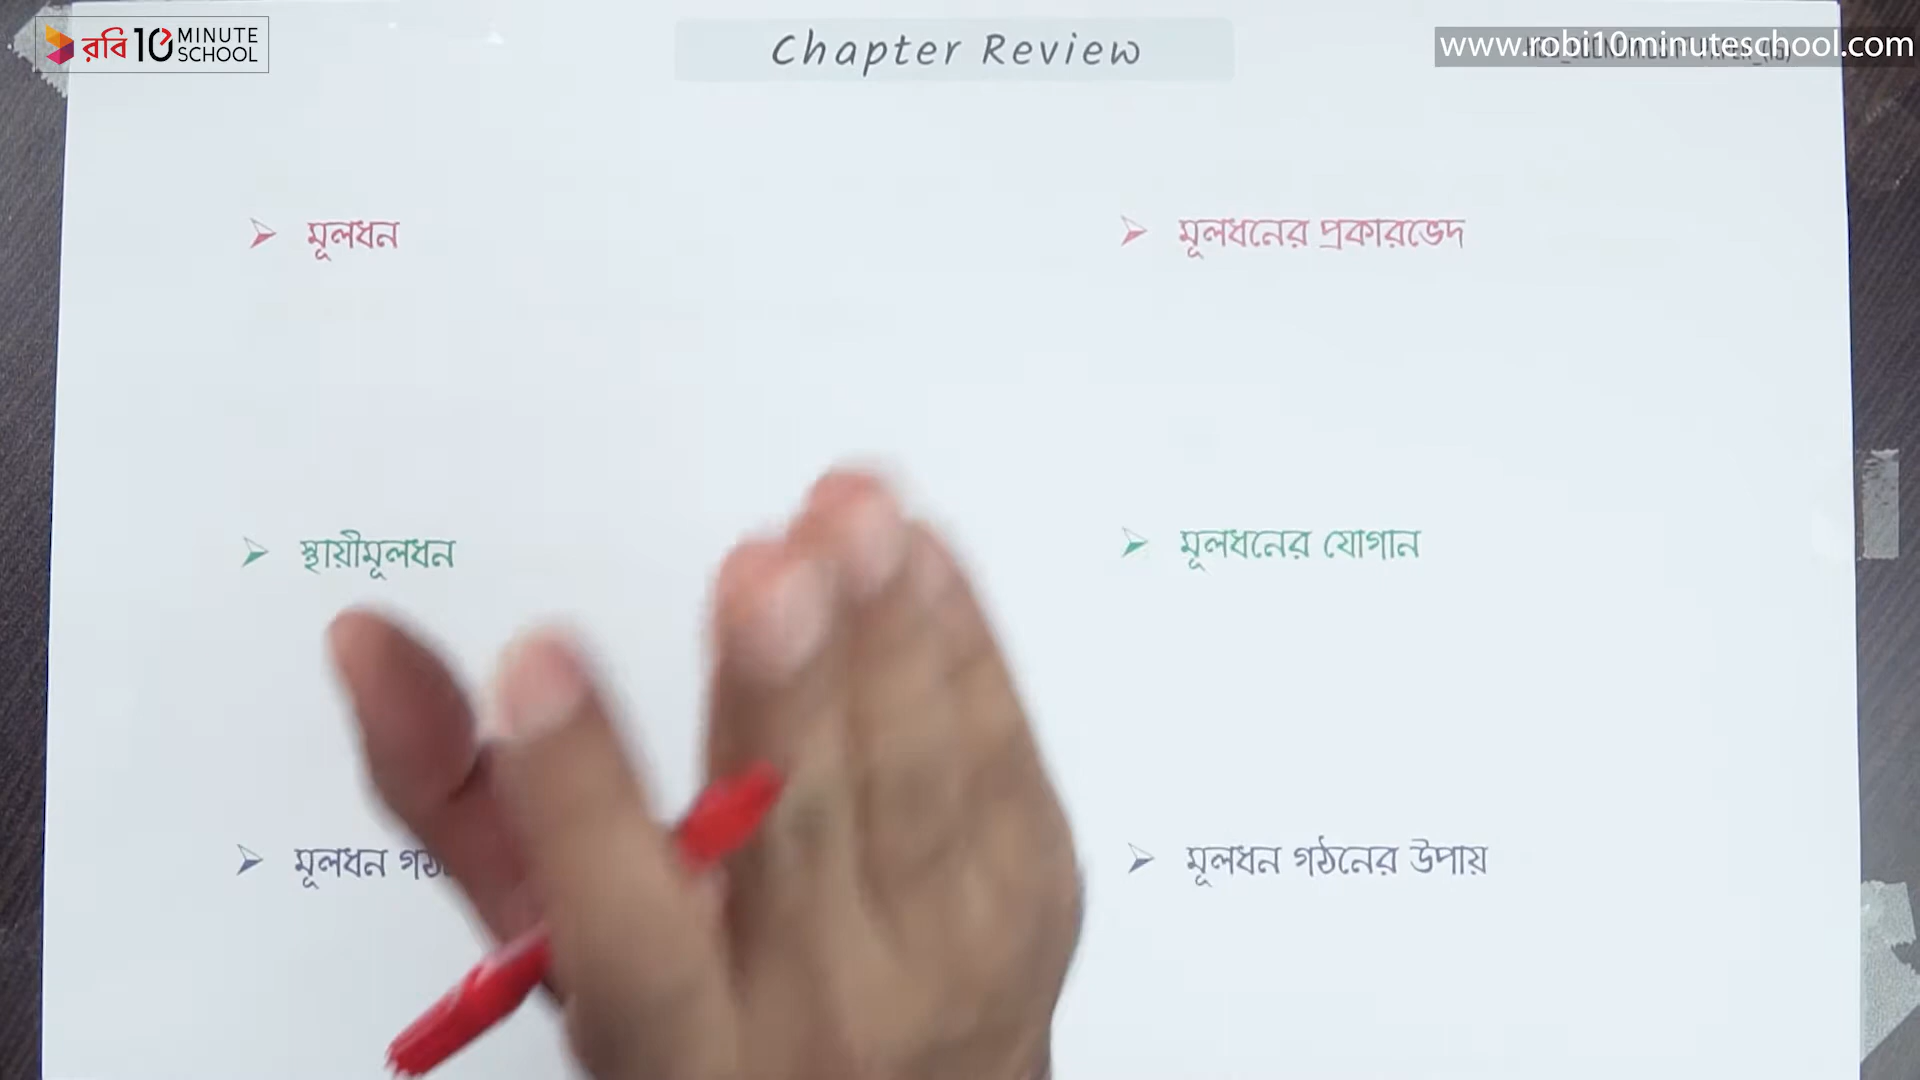 রবি 10 MINUTE SCHOOL
Chapter Review
www.robi10minuteschool.com
মূলধন
মূলধনের প্রকারভেদ
স্থায়ীমূলধন
মূলধনের যোগান
মূলধন
মূলধন গঠনের উপায়